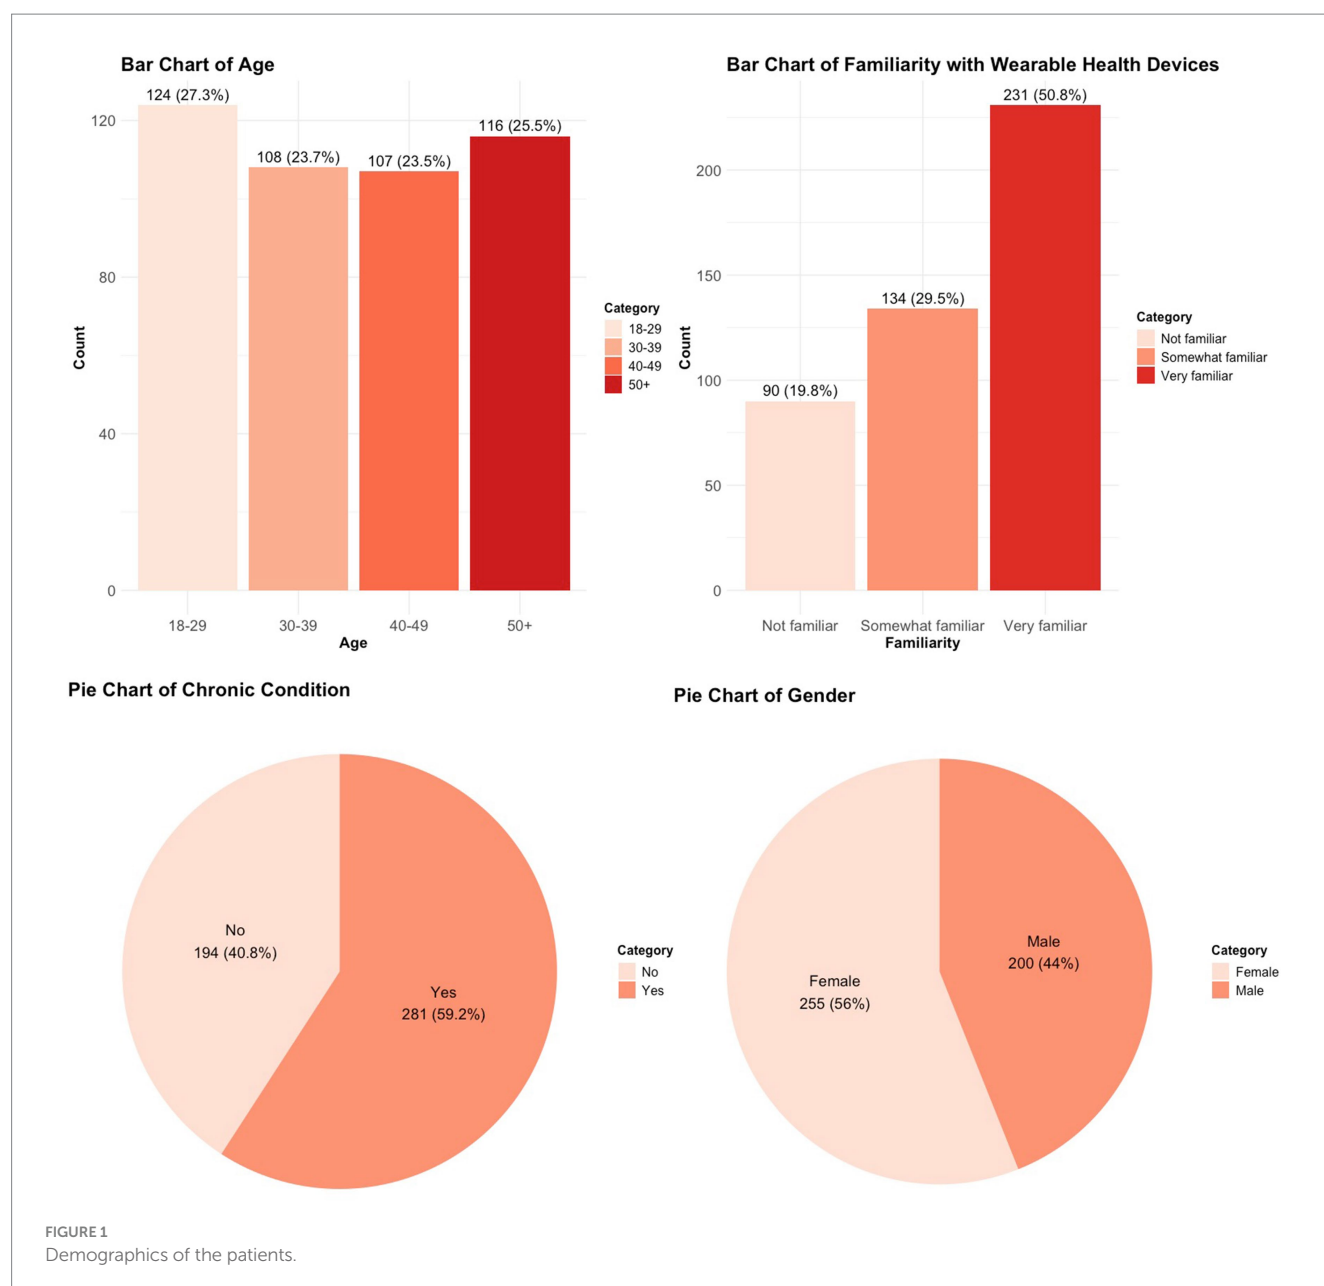 Bar Chart of Age
124 (27.3%)
108 (23.7%)
107 (23.5%)
116 (25.5%)
120
80
40
0
Count
18-29
30-39
40-49
50+
Age
Category
18-29
30-39
40-49
50+
Bar Chart of Familiarity with Wearable Health Devices
231 (50.8%)
134 (29.5%)
90 (19.8%)
200
150
100
50
0
Count
Not familiar
Somewhat familiar
Very familiar
Familiarity
Category
Not familiar
Somewhat familiar
Very familiar
Pie Chart of Chronic Condition
No
194 (40.8%)
Yes
281 (59.2%)
Category
No
Yes
Pie Chart of Gender
Male
200 (44%)
Female
255 (56%)
Category
Female
Male
FIGURE 1
Demographics of the patients.